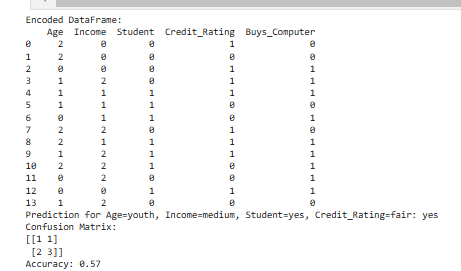 Encoded DataFrame:
Age Income Student Credit_Rating Buys_Computer
0 2 0 0 1 0
1 2 0 0 0 0
2 0 0 0 1 1
3 1 2 0 1 1
4 1 1 1 1 1
5 1 1 1 0 0
6 0 1 1 0 1
7 2 2 0 1 0
8 2 1 1 1 1
9 1 2 1 1 1
10 2 2 1 0 1
11 0 2 0 0 1
12 0 0 1 1 1
13 1 2 0 0 0
Prediction for Age=youth, Income=medium, Student=yes, Credit_Rating=fair: yes
Confusion Matrix:
[[1 1]
[2 3]]
Accuracy: 0.57